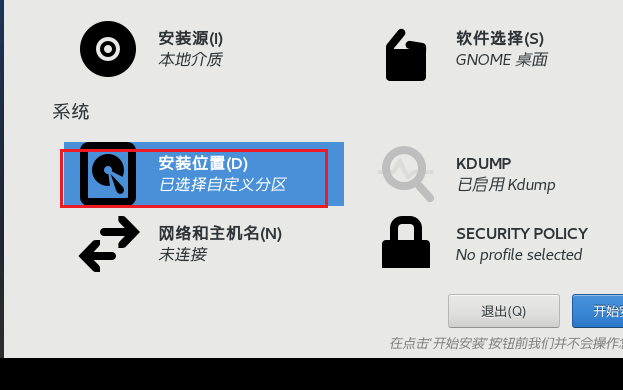 安装源(I)
本地介质
软件选择(S)
GNOME 桌面
系统
安装位置(D)
已选择自定义分区
KDUMP
已启用 Kdump
网络和主机名(N)
未连接
SECURITY POLICY
No profile selected
退出(Q)
开始安
在点击"开始安装"按钮前我们并不会操作您